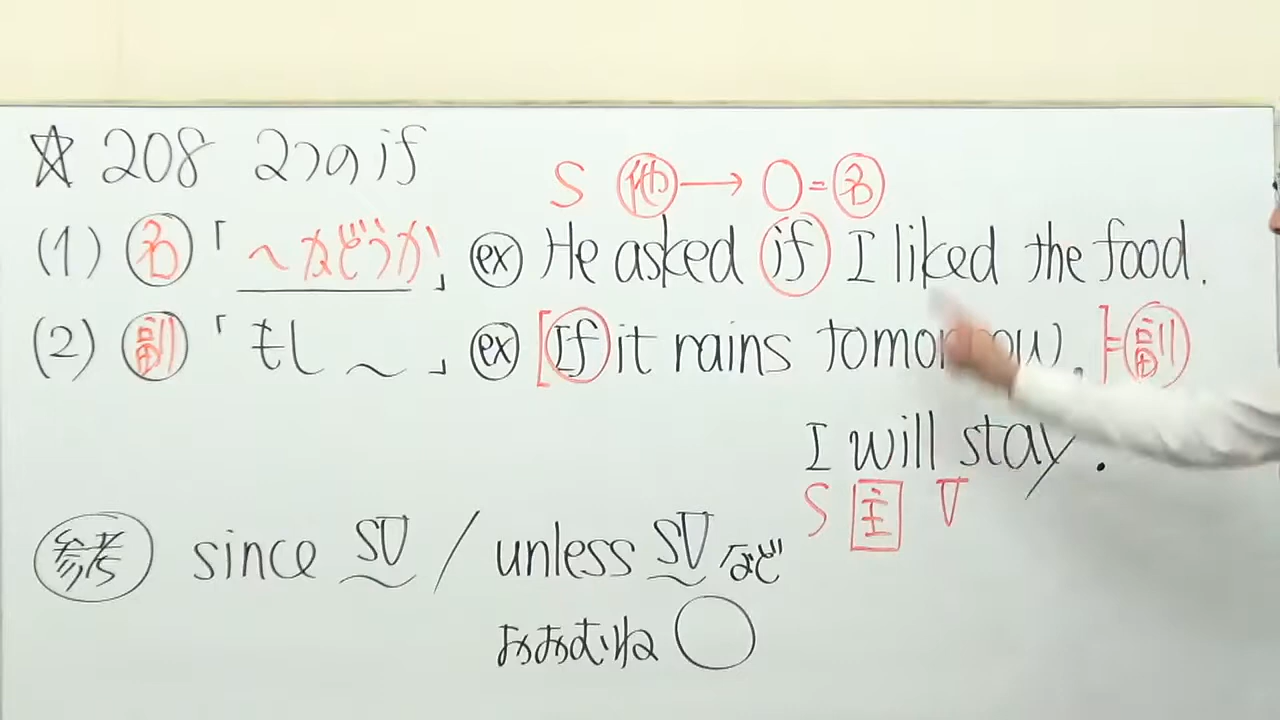 ☆ 208 2つのif
S 他 → O = 名
(1) 名 「〜かどうか」 ex He asked if I liked the food.
(2) 副 「もし 〜」 ex [If it rains tomorrow, ]=副
I will stay.
S 主 V
参考 since SV / unless SV など
おおむね ○